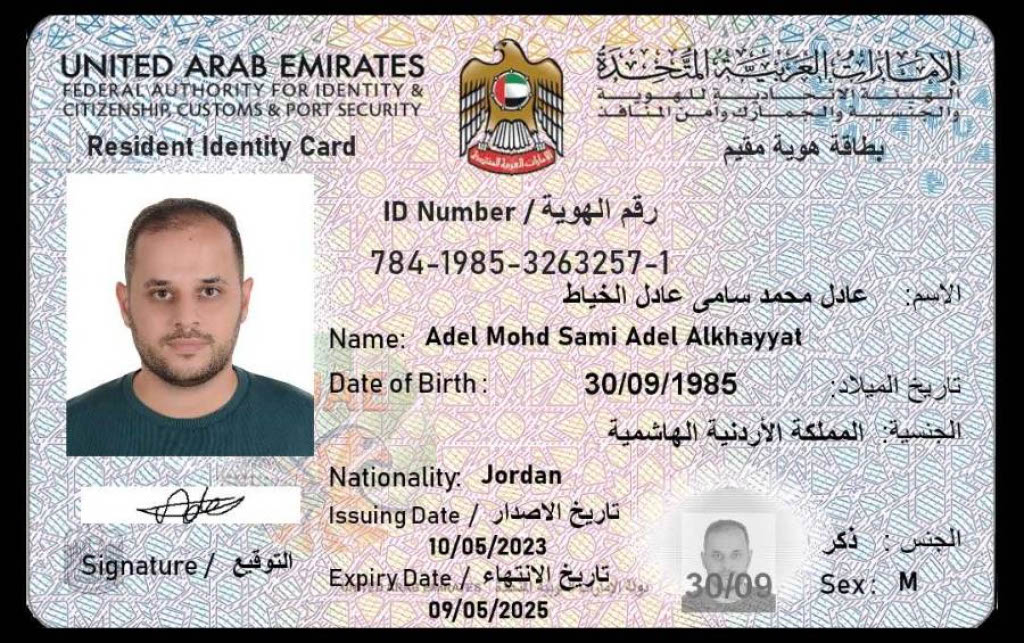 UNITED ARAB EMIRATES
FEDERAL AUTHORITY FOR IDENTITY &
CITIZENSHIP, CUSTOMS & PORT SECURITY
Resident Identity Card
الإمارات العربية المتحدة
الهيئة الاتحادية للهوية
والجنسية والجمارك وأمن المنافذ
بطاقة هوية مقيم
ID Number / رقم الهوية
784-1985-3263257-1
الاسم: عادل محمد سامى عادل الخياط
Name: Adel Mohd Sami Adel Alkhayyat
Date of Birth : 30/09/1985 تاريخ الميلاد:
الجنسية: المملكة الأردنية الهاشمية
Nationality: Jordan
Issuing Date / تاريخ الاصدار
10/05/2023
Expiry Date / تاريخ الانتهاء
09/05/2025
Signature / التوقيع
30/09
الجنس : ذكر
Sex: M